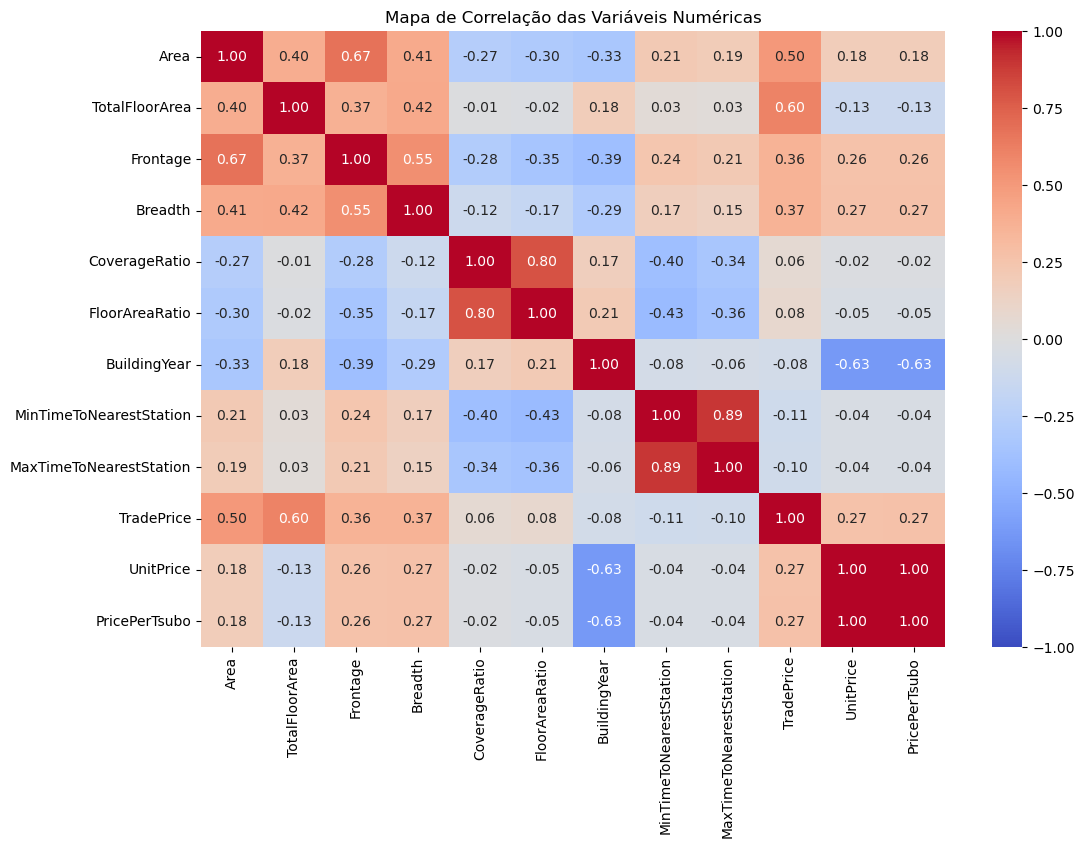 Mapa de Correlação das Variáveis Numéricas
Area 1.00 0.40 0.67 0.41 -0.27 -0.30 -0.33 0.21 0.19 0.50 0.18 0.18
TotalFloorArea 0.40 1.00 0.37 0.42 -0.01 -0.02 0.18 0.03 0.03 0.60 -0.13 -0.13
Frontage 0.67 0.37 1.00 0.55 -0.28 -0.35 -0.39 0.24 0.21 0.36 0.26 0.26
Breadth 0.41 0.42 0.55 1.00 -0.12 -0.17 -0.29 0.17 0.15 0.37 0.27 0.27
CoverageRatio -0.27 -0.01 -0.28 -0.12 1.00 0.80 0.17 -0.40 -0.34 0.06 -0.02 -0.02
FloorAreaRatio -0.30 -0.02 -0.35 -0.17 0.80 1.00 0.21 -0.43 -0.36 0.08 -0.05 -0.05
BuildingYear -0.33 0.18 -0.39 -0.29 0.17 0.21 1.00 -0.08 -0.06 -0.08 -0.63 -0.63
MinTimeToNearestStation 0.21 0.03 0.24 0.17 -0.40 -0.43 -0.08 1.00 0.89 -0.11 -0.04 -0.04
MaxTimeToNearestStation 0.19 0.03 0.21 0.15 -0.34 -0.36 -0.06 0.89 1.00 -0.10 -0.04 -0.04
TradePrice 0.50 0.60 0.36 0.37 0.06 0.08 -0.08 -0.11 -0.10 1.00 0.27 0.27
UnitPrice 0.18 -0.13 0.26 0.27 -0.02 -0.05 -0.63 -0.04 -0.04 0.27 1.00 1.00
PricePerTsubo 0.18 -0.13 0.26 0.27 -0.02 -0.05 -0.63 -0.04 -0.04 0.27 1.00 1.00
Area
TotalFloorArea
Frontage
Breadth
CoverageRatio
FloorAreaRatio
BuildingYear
MinTimeToNearestStation
MaxTimeToNearestStation
TradePrice
UnitPrice
PricePerTsubo
1.00
0.75
0.50
0.25
0.00
−0.25
−0.50
−0.75
−1.00